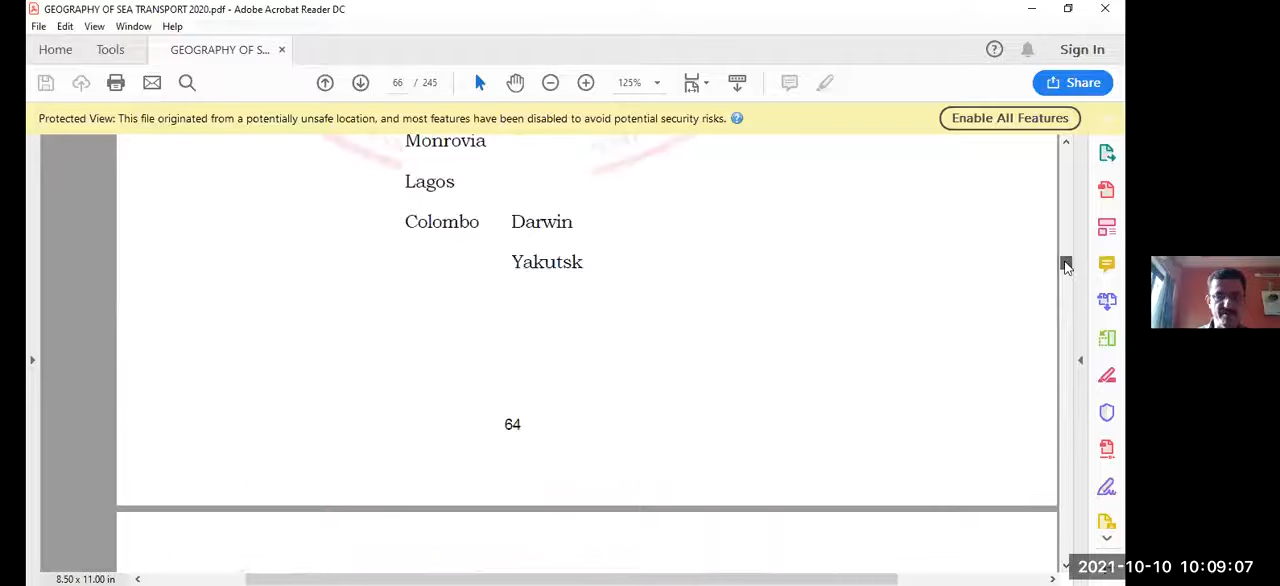 GEOGRAPHY OF SEA TRANSPORT 2020.pdf - Adobe Acrobat Reader DC
File Edit View Window Help
Home Tools GEOGRAPHY OF S... × Sign In
66 / 245 125% Share
Protected View: This file originated from a potentially unsafe location, and most features have been disabled to avoid potential security risks. Enable All Features
Monrovia
Lagos
Colombo Darwin
Yakutsk
64
8.50 x 11.00 in
2021-10-10 10:09:07